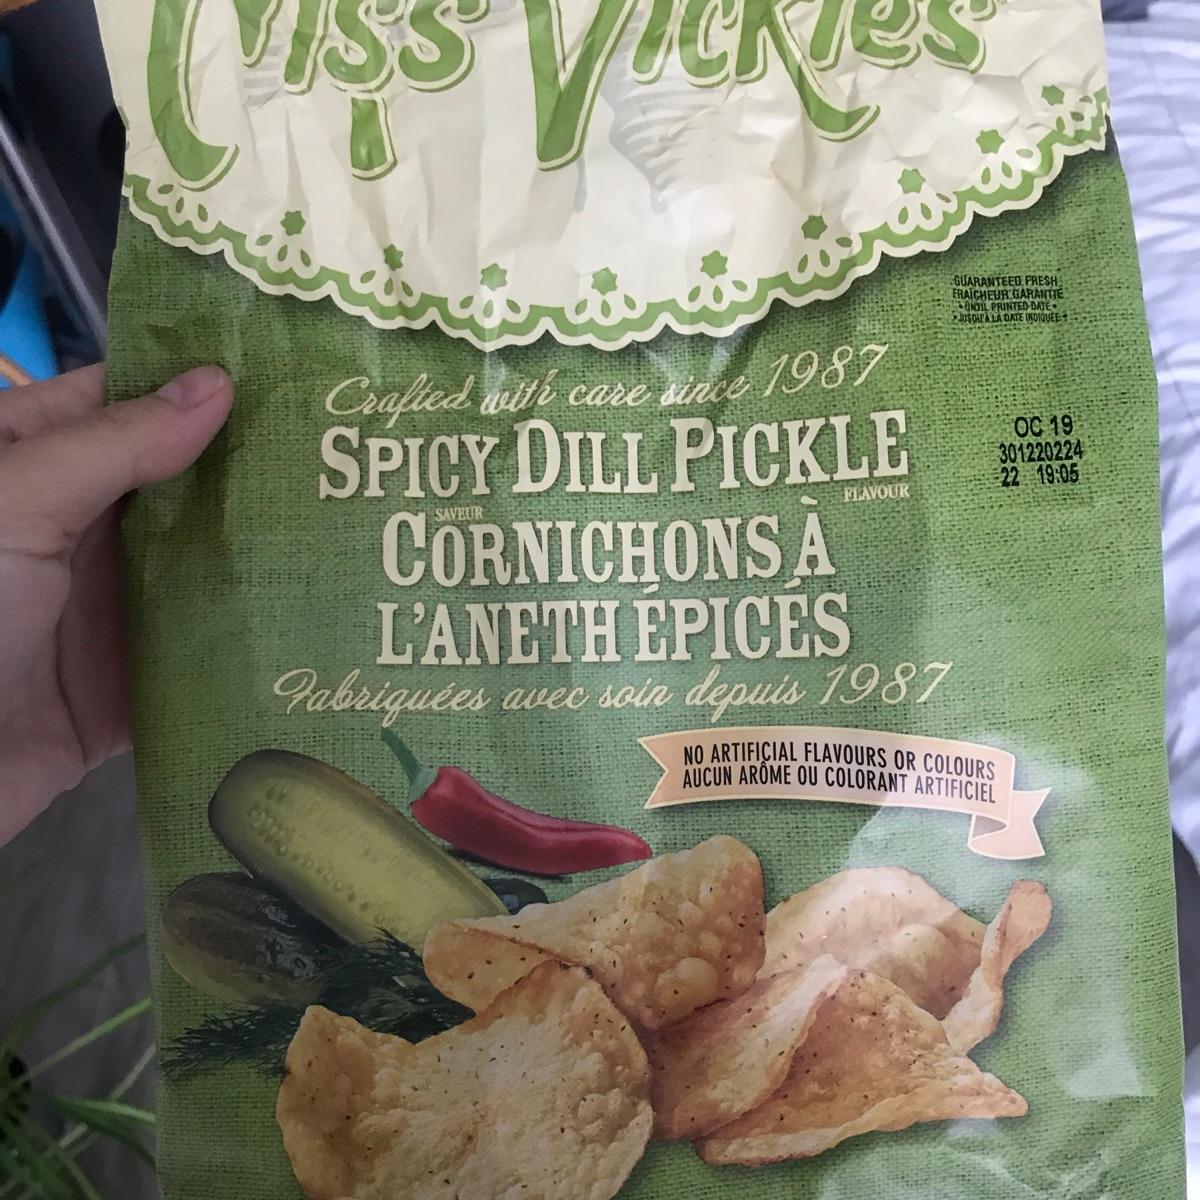 Miss Vickie's
GUARANTEED FRESH
FRAÎCHEUR GARANTIE
• UNTIL PRINTED DATE •
• JUSQU'À LA DATE INDIQUÉE •
Crafted with care since 1987
SPICY DILL PICKLE
FLAVOUR
SAVEUR
CORNICHONS À
L'ANETH ÉPICÉS
Fabriquées avec soin depuis 1987
OC 19
301220224
22 19:05
NO ARTIFICIAL FLAVOURS OR COLOURS
AUCUN ARÔME OU COLORANT ARTIFICIEL